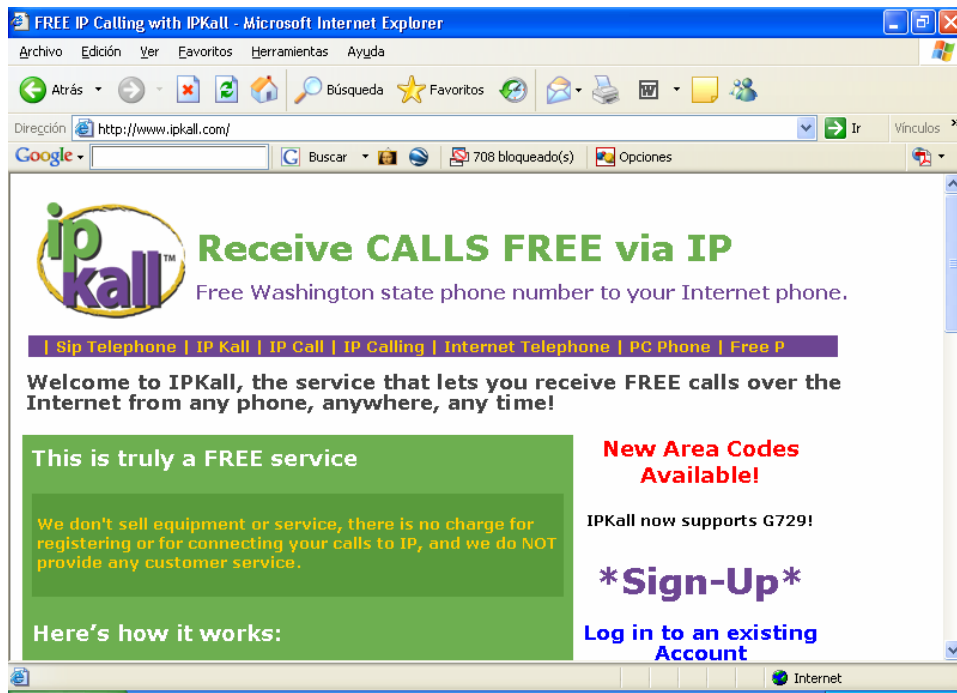 FREE IP Calling with IPKall - Microsoft Internet Explorer
Archivo Edición Ver Favoritos Herramientas Ayuda
Atrás Búsqueda Favoritos
Dirección http://www.ipkall.com/ Ir Vínculos »
Google Buscar 708 bloqueado(s) Opciones
ip kall™
Receive CALLS FREE via IP
Free Washington state phone number to your Internet phone.
| Sip Telephone | IP Kall | IP Call | IP Calling | Internet Telephone | PC Phone | Free P
Welcome to IPKall, the service that lets you receive FREE calls over the
Internet from any phone, anywhere, any time!
This is truly a FREE service
We don't sell equipment or service, there is no charge for
registering or for connecting your calls to IP, and we do NOT
provide any customer service.
Here's how it works:
New Area Codes
Available!
IPKall now supports G729!
*Sign-Up*
Log in to an existing
Account
Internet